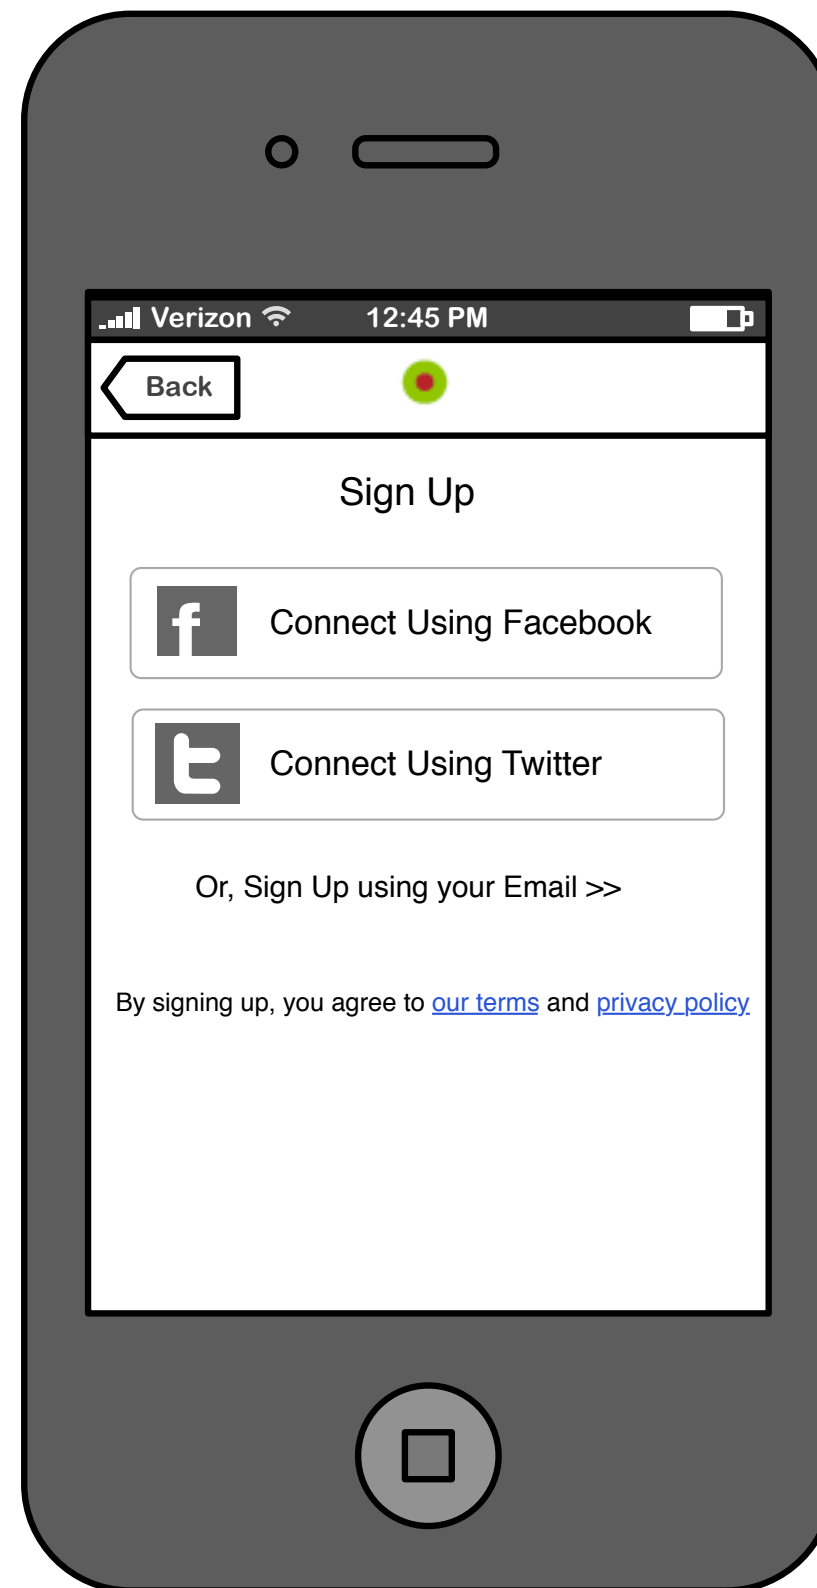 Verizon 12:45 PM
Back
Sign Up
f Connect Using Facebook
t Connect Using Twitter
Or, Sign Up using your Email >>
By signing up, you agree to our terms and privacy policy